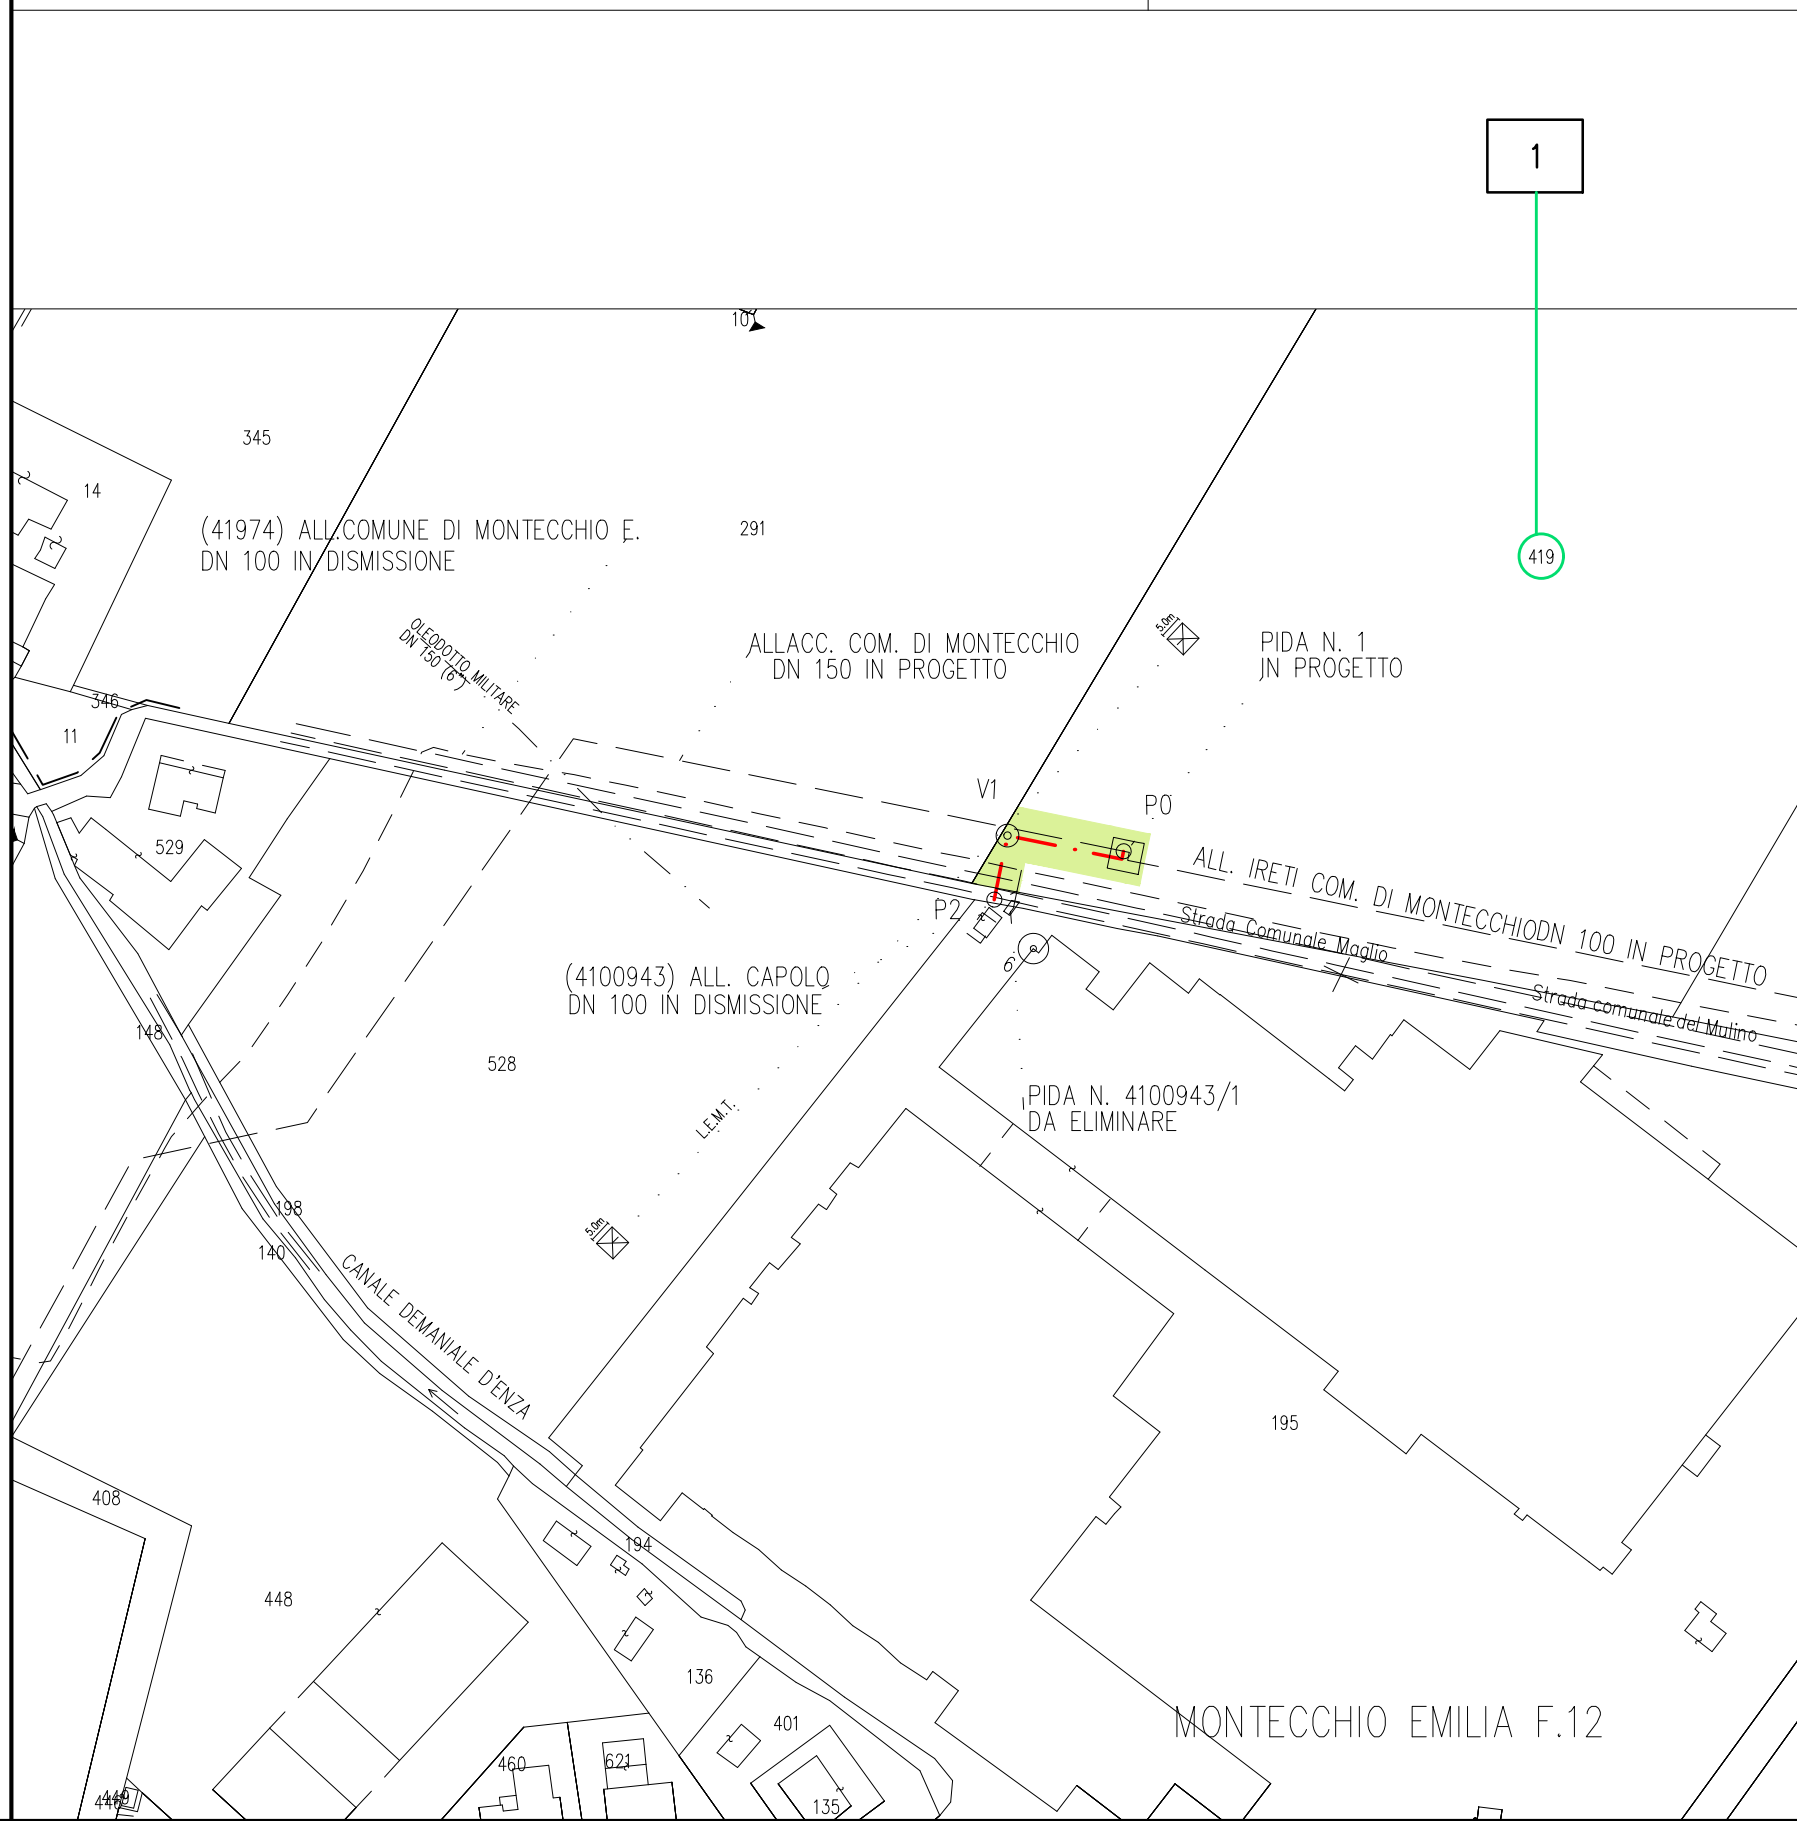 1
10
345
14
(41974) ALL.COMUNE DI MONTECCHIO E.
DN 100 IN DISMISSIONE
291
419
OLEODOTTO MILITARE
DN 150 (6")
ALLACC. COM. DI MONTECCHIO
DN 150 IN PROGETTO
5.0m
PIDA N. 1
IN PROGETTO
346
11
V1
P0
529
ALL. IRETI COM. DI MONTECCHIODN 100 IN PROGETTO
P2
Strada Comunale Maglio
6
(4100943) ALL. CAPOLO
DN 100 IN DISMISSIONE
Strada comunale del Mulino
148
528
L.E.M.T.
PIDA N. 4100943/1
DA ELIMINARE
198
140
5.0m
CANALE DEMANIALE D'ENZA
195
408
194
448
136
401
MONTECCHIO EMILIA F.12
460
621
449
446
135